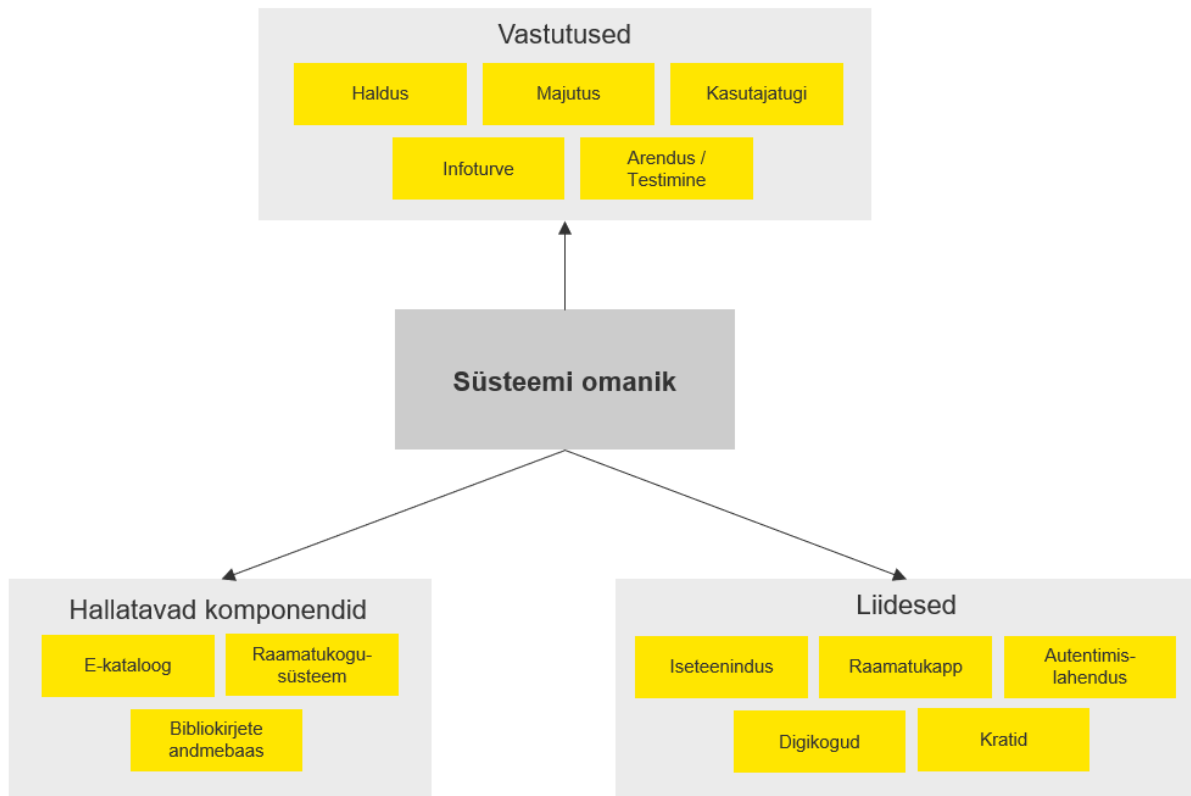 Vastutused
Haldus
Majutus
Kasutajatugi
Infoturve
Arendus /
Testimine
Süsteemi omanik
Hallatavad komponendid
E-kataloog
Raamatukogu-
süsteem
Bibliokirjete
andmebaas
Liidesed
Iseteenindus
Raamatukapp
Autentimis-
lahendus
Digikogud
Kratid